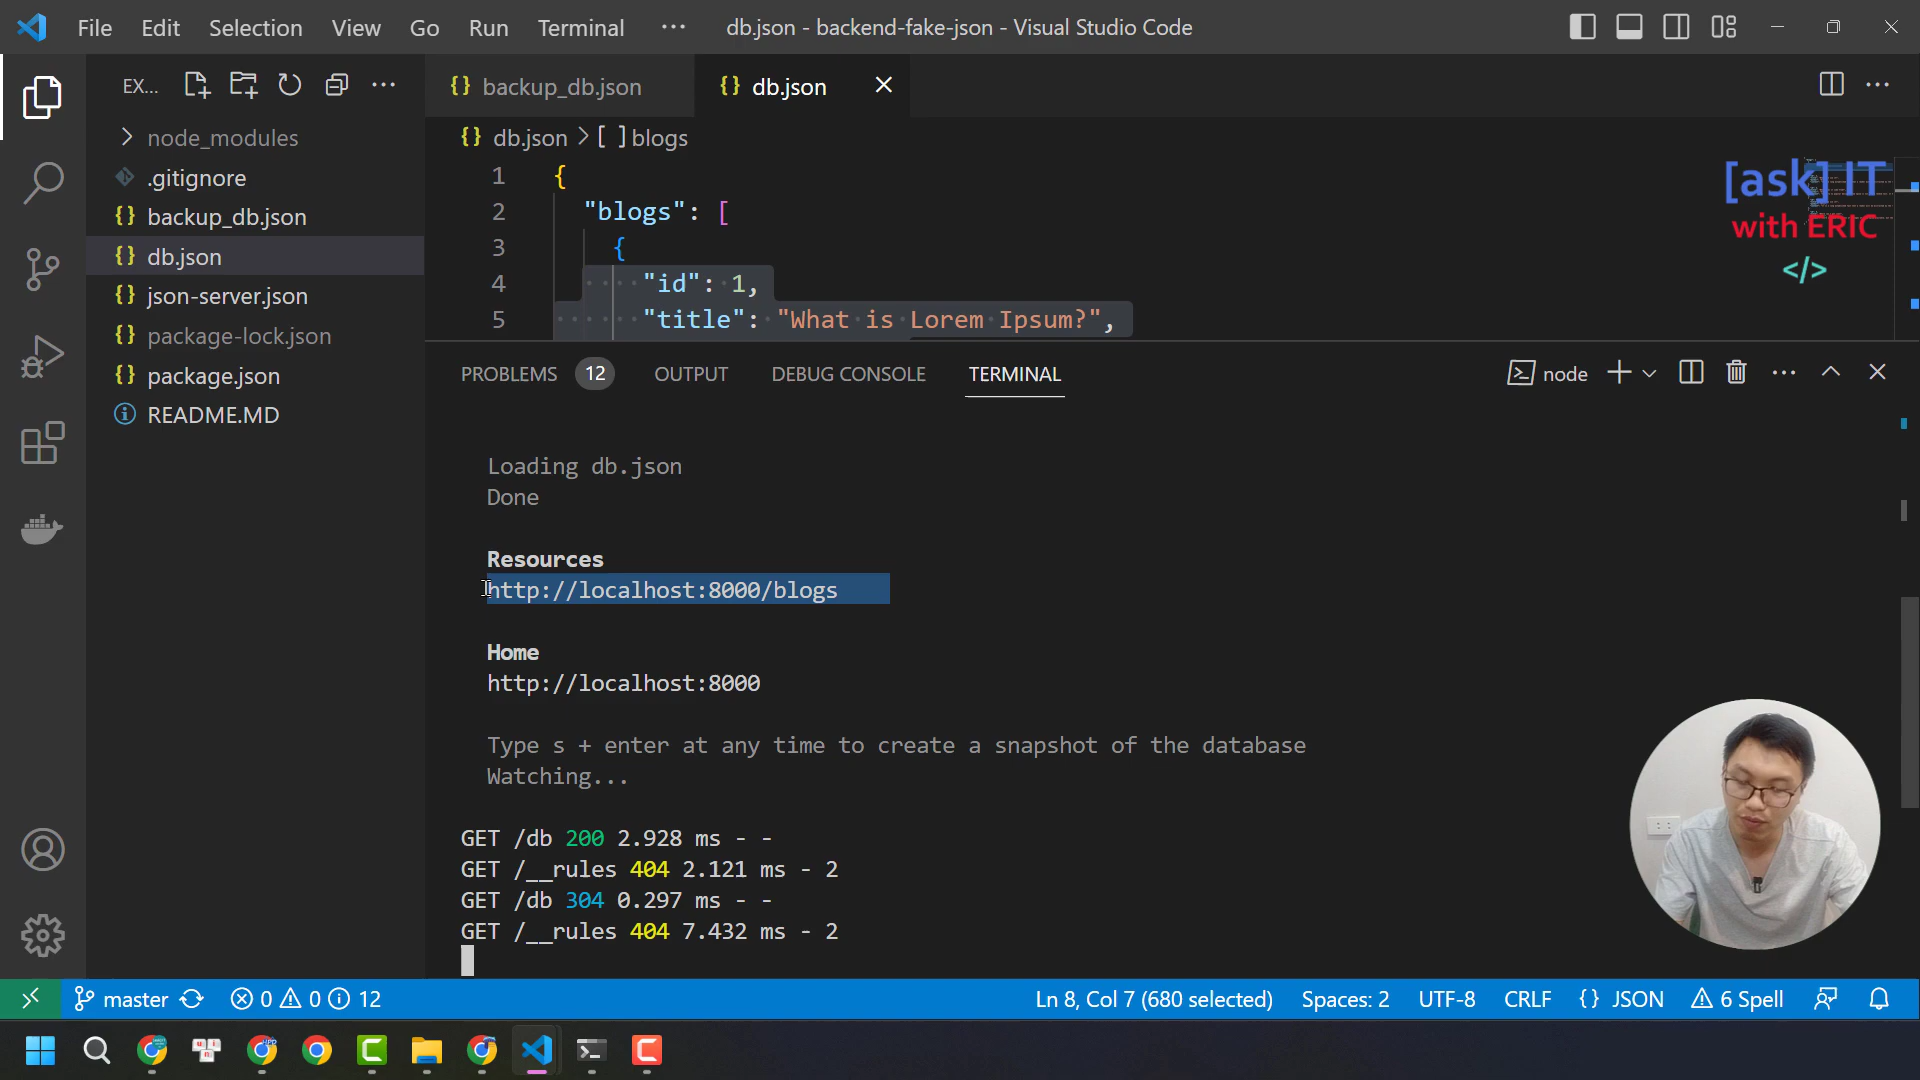 File Edit Selection View Go Run Terminal ··· db.json - backend-fake-json - Visual Studio Code
EX... ···
{} backup_db.json {} db.json ···
node_modules
.gitignore
{} backup_db.json
{} db.json
{} json-server.json
{} package-lock.json
{} package.json
README.MD
{} db.json > [ ] blogs
1 {
2 "blogs": [
3 {
4 "id": 1,
5 "title": "What is Lorem Ipsum?",
[ask] IT
with ERIC
</>
PROBLEMS 12 OUTPUT DEBUG CONSOLE TERMINAL node ···
Loading db.json
Done
Resources
http://localhost:8000/blogs
Home
http://localhost:8000
Type s + enter at any time to create a snapshot of the database
Watching...
GET /db 200 2.928 ms - -
GET /__rules 404 2.121 ms - 2
GET /db 304 0.297 ms - -
GET /__rules 404 7.432 ms - 2
master 0 0 12 Ln 8, Col 7 (680 selected) Spaces: 2 UTF-8 CRLF {} JSON 6 Spell